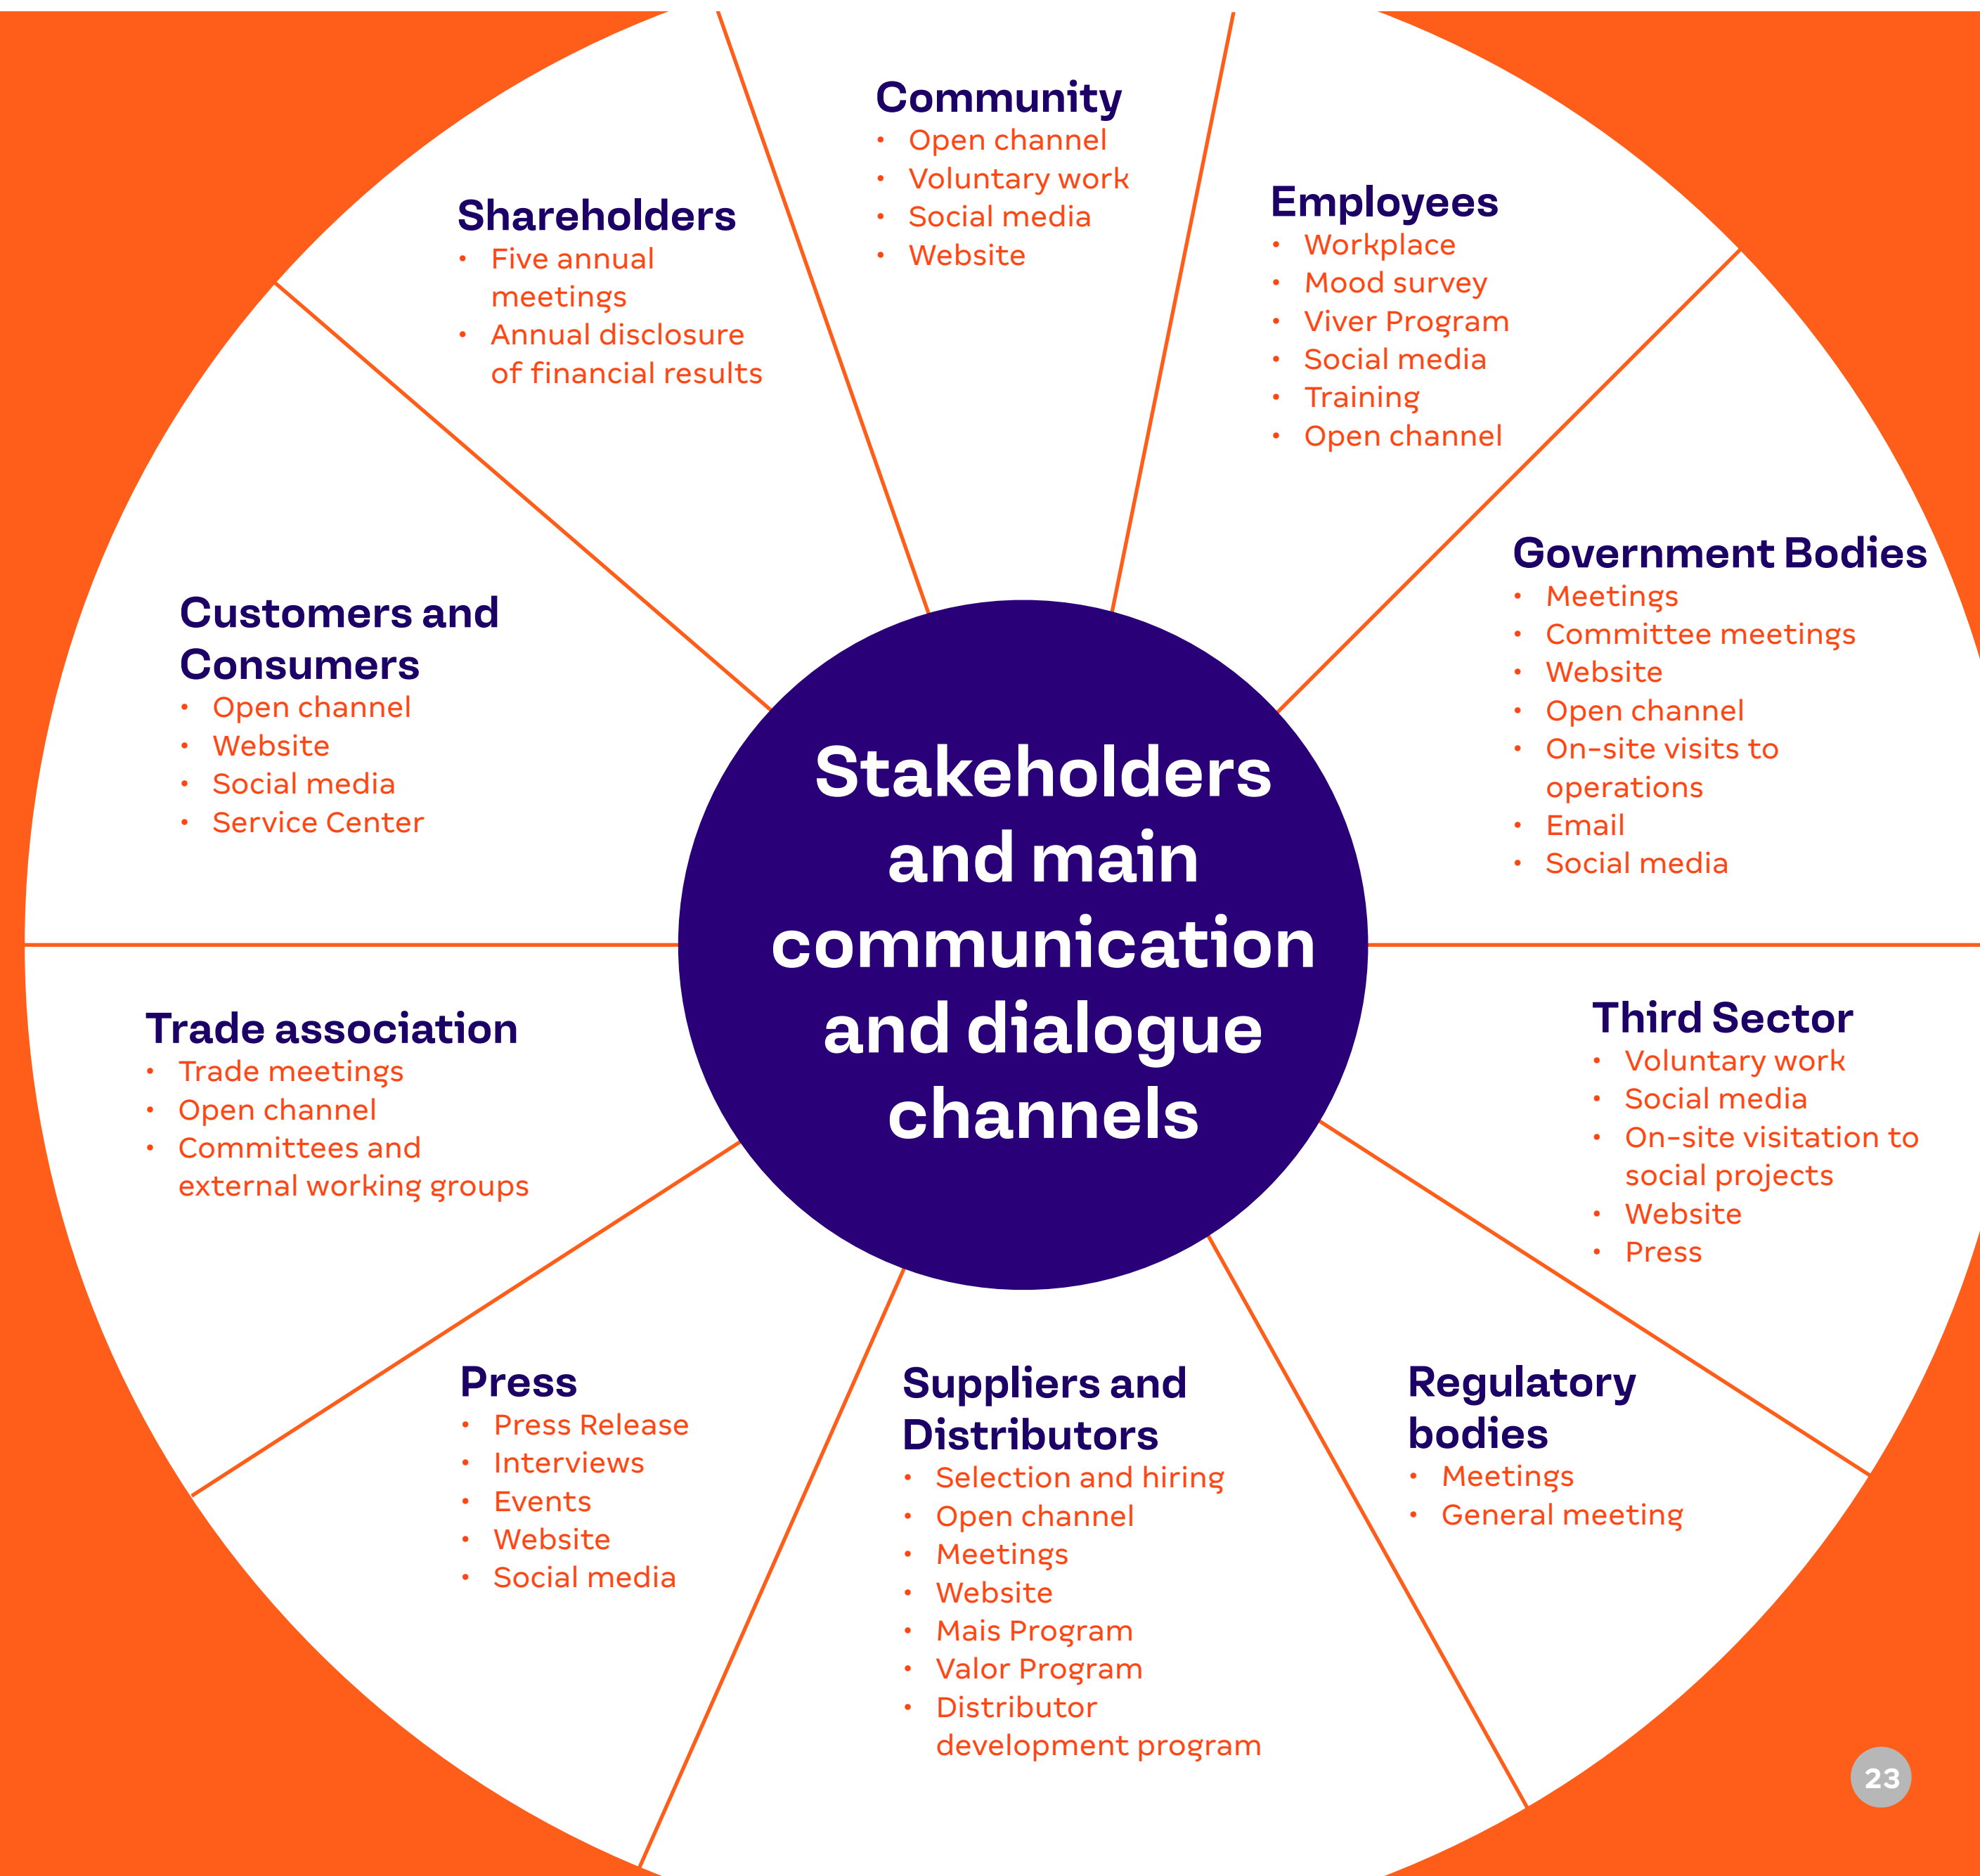 Community
• Open channel
• Voluntary work
• Social media
• Website
Shareholders
• Five annual
meetings
• Annual disclosure
of financial results
Employees
• Workplace
• Mood survey
• Viver Program
• Social media
• Training
• Open channel
Customers and
Consumers
• Open channel
• Website
• Social media
• Service Center
Government Bodies
• Meetings
• Committee meetings
• Website
• Open channel
• On-site visits to
operations
• Email
• Social media
Stakeholders
and main
communication
and dialogue
channels
Trade association
• Trade meetings
• Open channel
• Committees and
external working groups
Third Sector
• Voluntary work
• Social media
• On-site visitation to
social projects
• Website
• Press
Press
• Press Release
• Interviews
• Events
• Website
• Social media
Suppliers and
Distributors
• Selection and hiring
• Open channel
• Meetings
• Website
• Mais Program
• Valor Program
• Distributor
development program
Regulatory
bodies
• Meetings
• General meeting
23